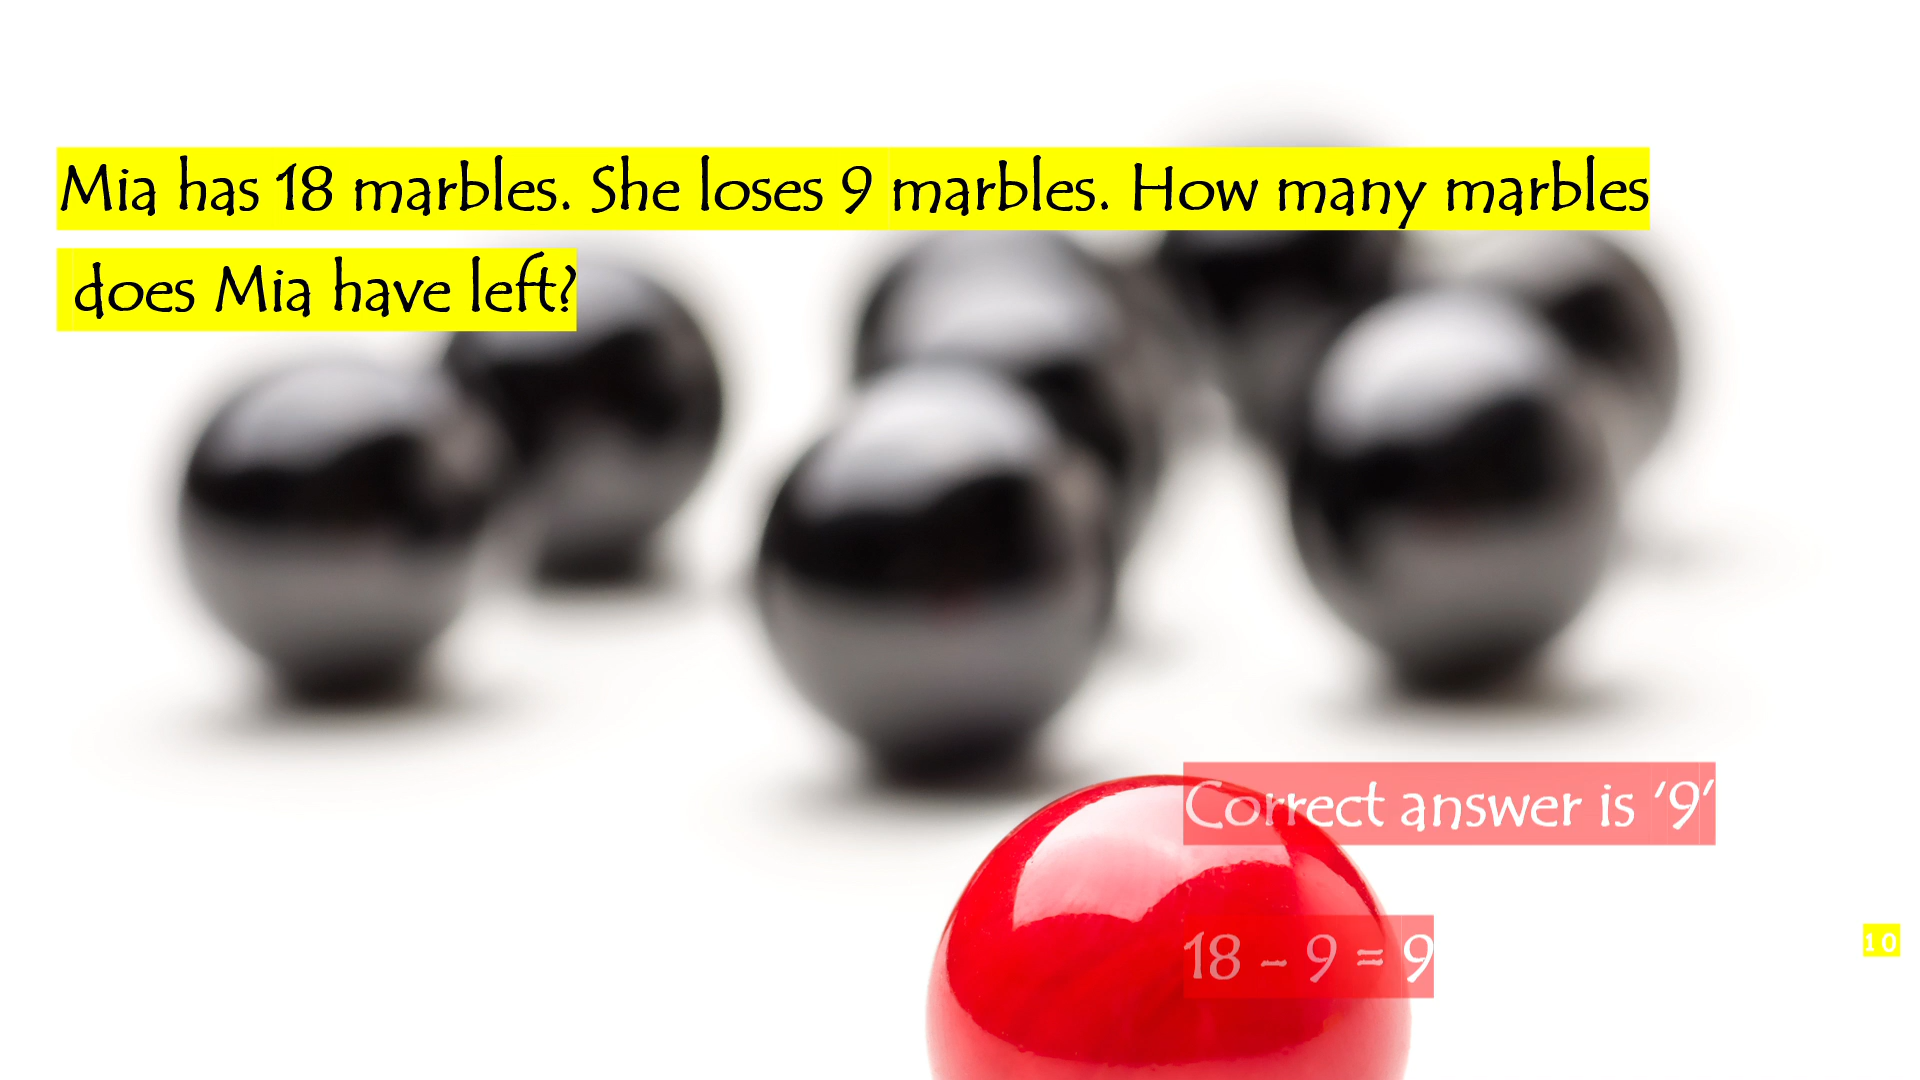 Mia has 18 marbles. She loses 9 marbles. How many marbles
does Mia have left?
Correct answer is ‘9’
18 – 9 = 9
10